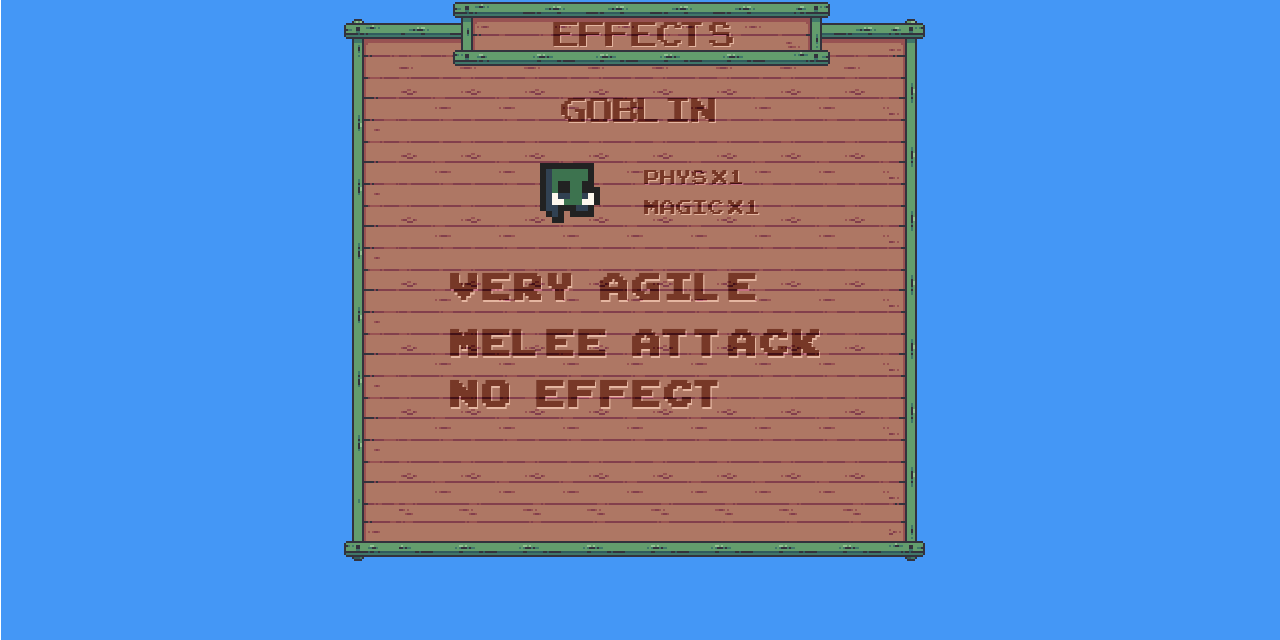 EFFECTS
GOBLIN
PHYS X1
MAGIC X1
VERY AGILE
MELEE ATTACK
NO EFFECT